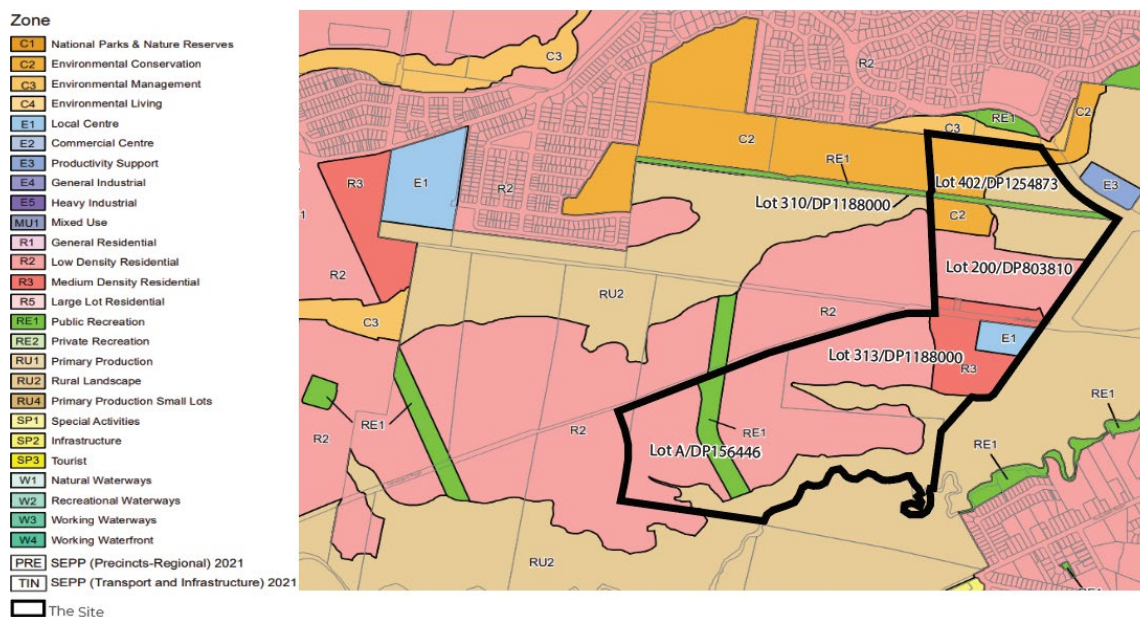 Zone
C1 National Parks & Nature Reserves
C2 Environmental Conservation
C3 Environmental Management
C4 Environmental Living
E1 Local Centre
E2 Commercial Centre
E3 Productivity Support
E4 General Industrial
E5 Heavy Industrial
MU1 Mixed Use
R1 General Residential
R2 Low Density Residential
R3 Medium Density Residential
R5 Large Lot Residential
RE1 Public Recreation
RE2 Private Recreation
RU1 Primary Production
RU2 Rural Landscape
RU4 Primary Production Small Lots
SP1 Special Activities
SP2 Infrastructure
SP3 Tourist
W1 Natural Waterways
W2 Recreational Waterways
W3 Working Waterways
W4 Working Waterfront
PRE SEPP (Precincts-Regional) 2021
TIN SEPP (Transport and Infrastructure) 2021
The Site
C3
R2
RE1
C2
C3
C2
RE1
R3
E1
R2
Lot 402/DP1254873
E3
Lot 310/DP1188000
C2
R2
Lot 200/DP803810
RU2
C3
R2
E1
Lot 313/DP1188000
R3
RE1
RE1
R2
R2
RE1
RE1
Lot A/DP156446
RE1
RU2
RE1